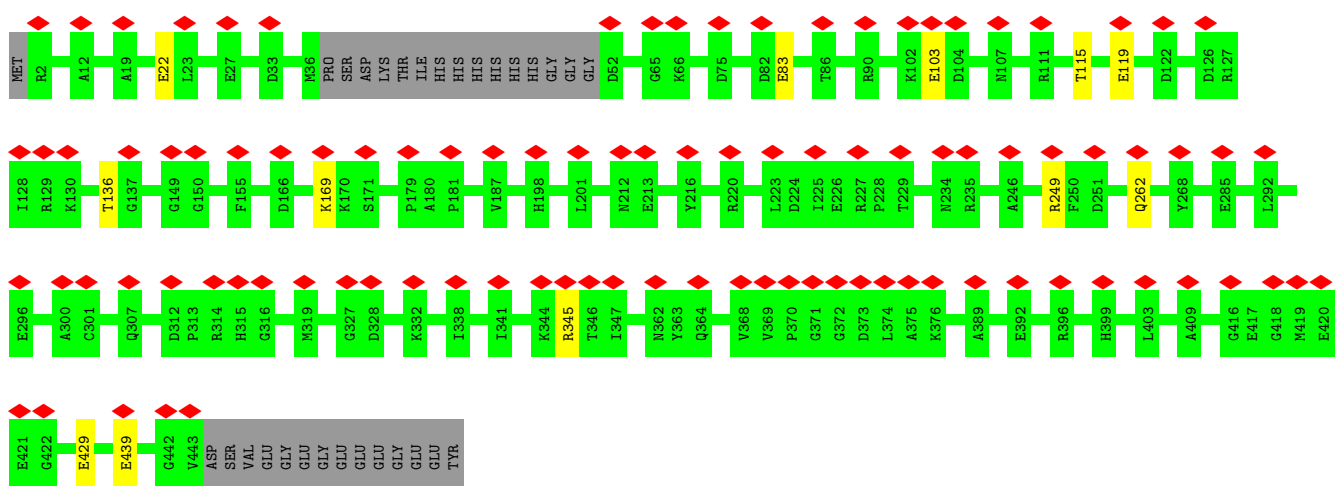 MET R2 A12 A19 E22 L23 E27 D33 M36 PRO SER ASP LYS THR ILE HIS HIS HIS HIS HIS HIS GLY GLY GLY D52 G65 K66 D75 D82 E83 T86 R90 K102 E103 D104 N107 R111 T115 E119 D122 D126 R127
I128 R129 K130 T136 G137 G149 G150 F155 D166 K169 K170 S171 P179 A180 P181 V187 H198 L201 N212 E213 Y216 R220 L223 D224 I225 E226 R227 P228 T229 N234 R235 A246 R249 F250 D251 Q262 Y268 E285 L292
E296 A300 C301 Q307 D312 P313 R314 H315 G316 M319 G327 D328 K332 I338 I341 K344 R345 T346 I347 N362 Y363 Q364 V368 V369 P370 G371 G372 D373 L374 A375 K376 A389 E392 R396 H399 L403 A409 G416 E417 G418 M419 E420
E421 G422 E429 E439 G442 V443 ASP SER VAL GLU GLY GLU GLY GLU GLU GLU GLY GLU GLU TYR